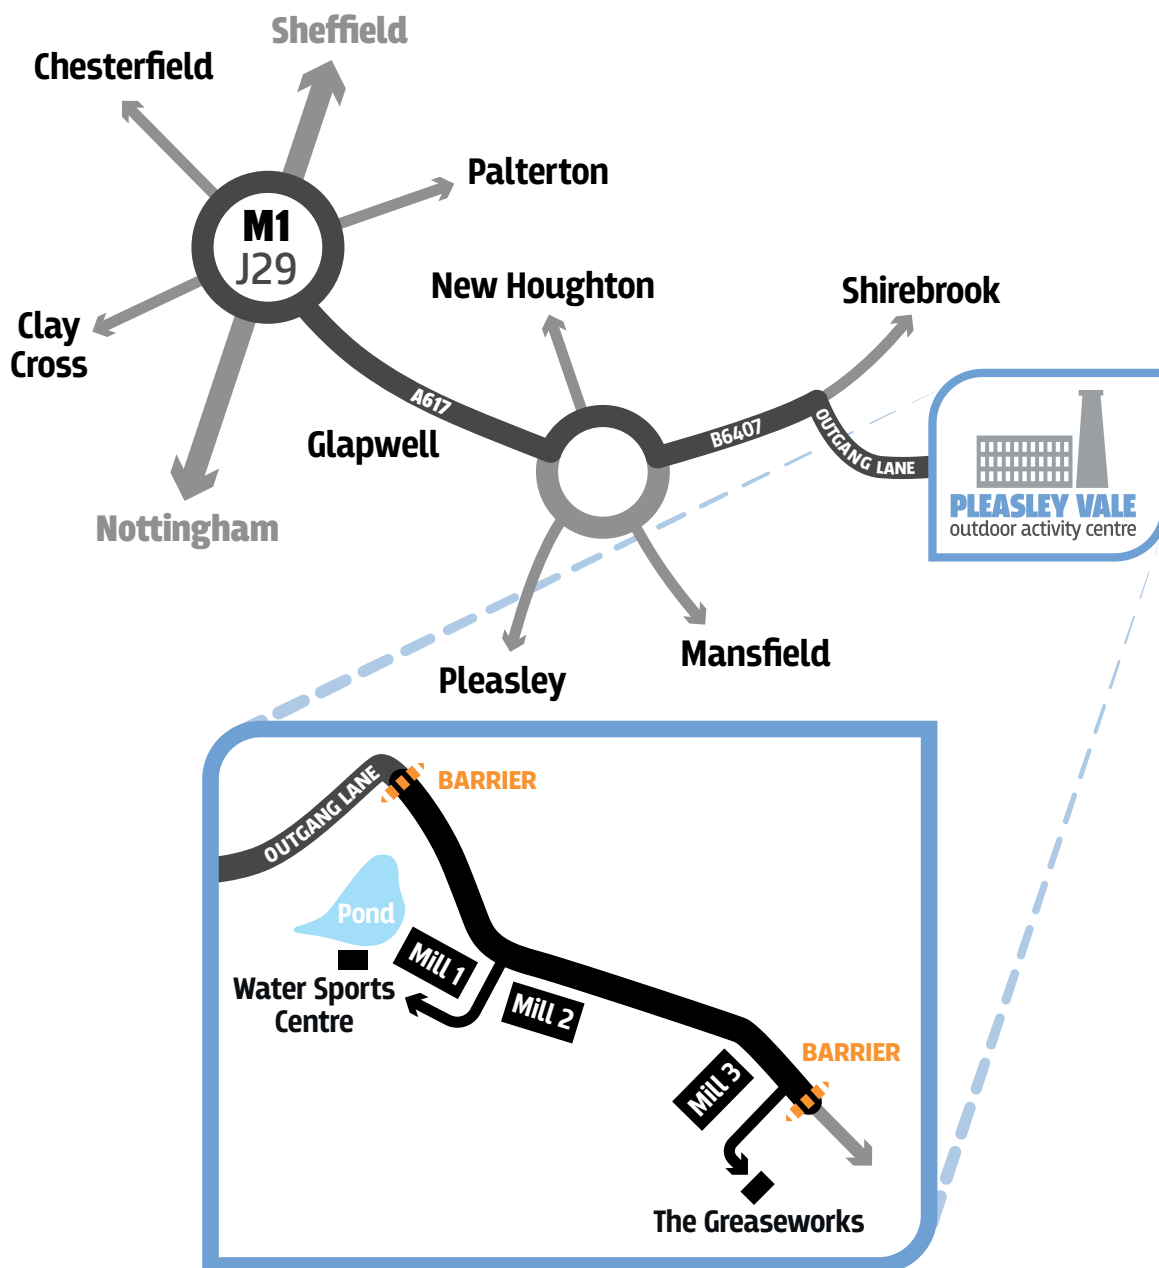 Sheffield
Chesterfield
Palterton
M1
J29
New Houghton
Shirebrook
Clay
Cross
A617
Glapwell
B6407
OUTGANG LANE
PLEASLEY VALE
outdoor activity centre
Nottingham
Mansfield
Pleasley
OUTGANG LANE
BARRIER
Pond
Mill 1
Water Sports
Centre
Mill 2
BARRIER
Mill 3
The Greaseworks